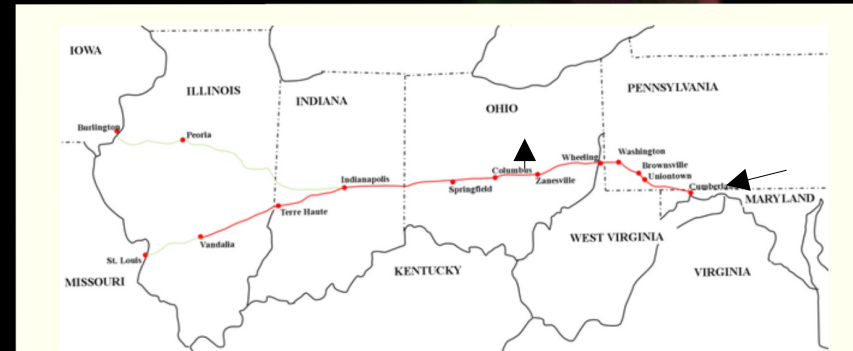 IOWA
ILLINOIS
INDIANA
OHIO
PENNSYLVANIA
Burlington
Peoria
Wheeling
Washington
Brownsville
Uniontown
Columbus
Zanesville
Springfield
Indianapolis
Cumberland
MARYLAND
Terre Haute
Vandalia
St. Louis
MISSOURI
KENTUCKY
WEST VIRGINIA
VIRGINIA